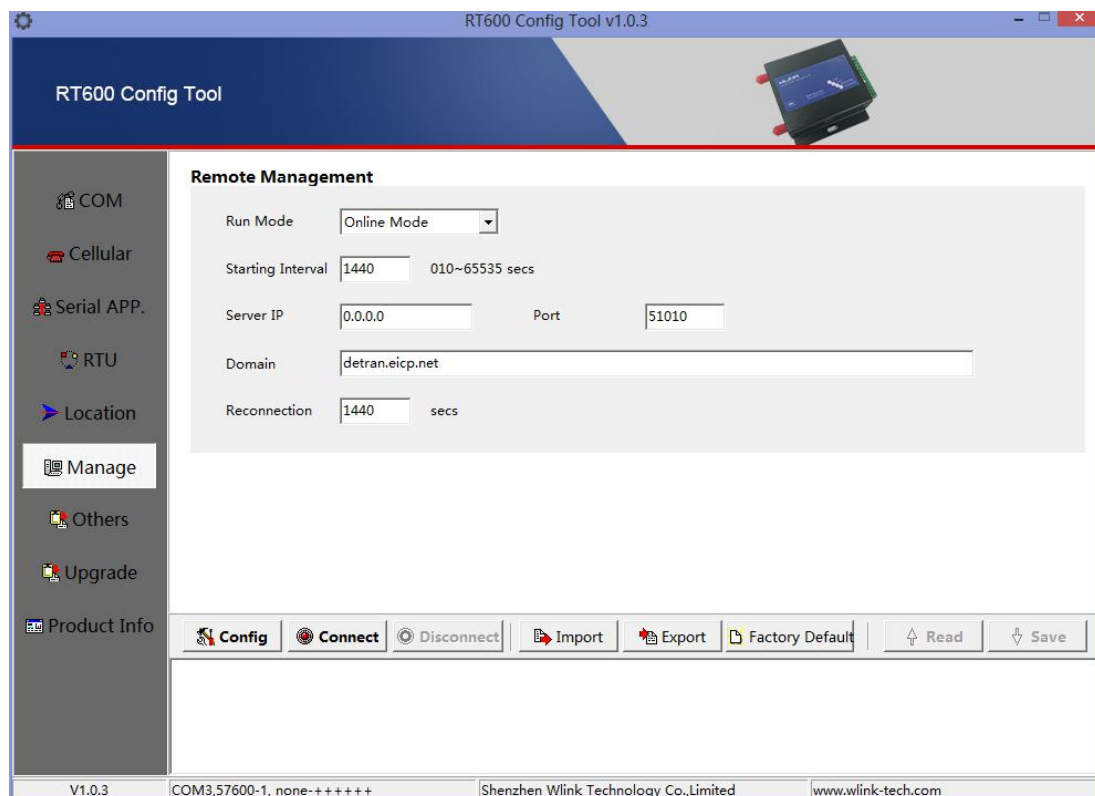 RT600 Config Tool v1.0.3
RT600 Config Tool
COM
Cellular
Serial APP.
RTU
Location
Manage
Others
Upgrade
Product Info
Remote Management
Run Mode Online Mode
Starting Interval 1440 010~65535 secs
Server IP 0.0.0.0 Port 51010
Domain detran.eicp.net
Reconnection 1440 secs
Config Connect Disconnect Import Export Factory Default Read Save
V1.0.3 COM3,57600-1, none-++++++ Shenzhen Wlink Technology Co.,Limited www.wlink-tech.com